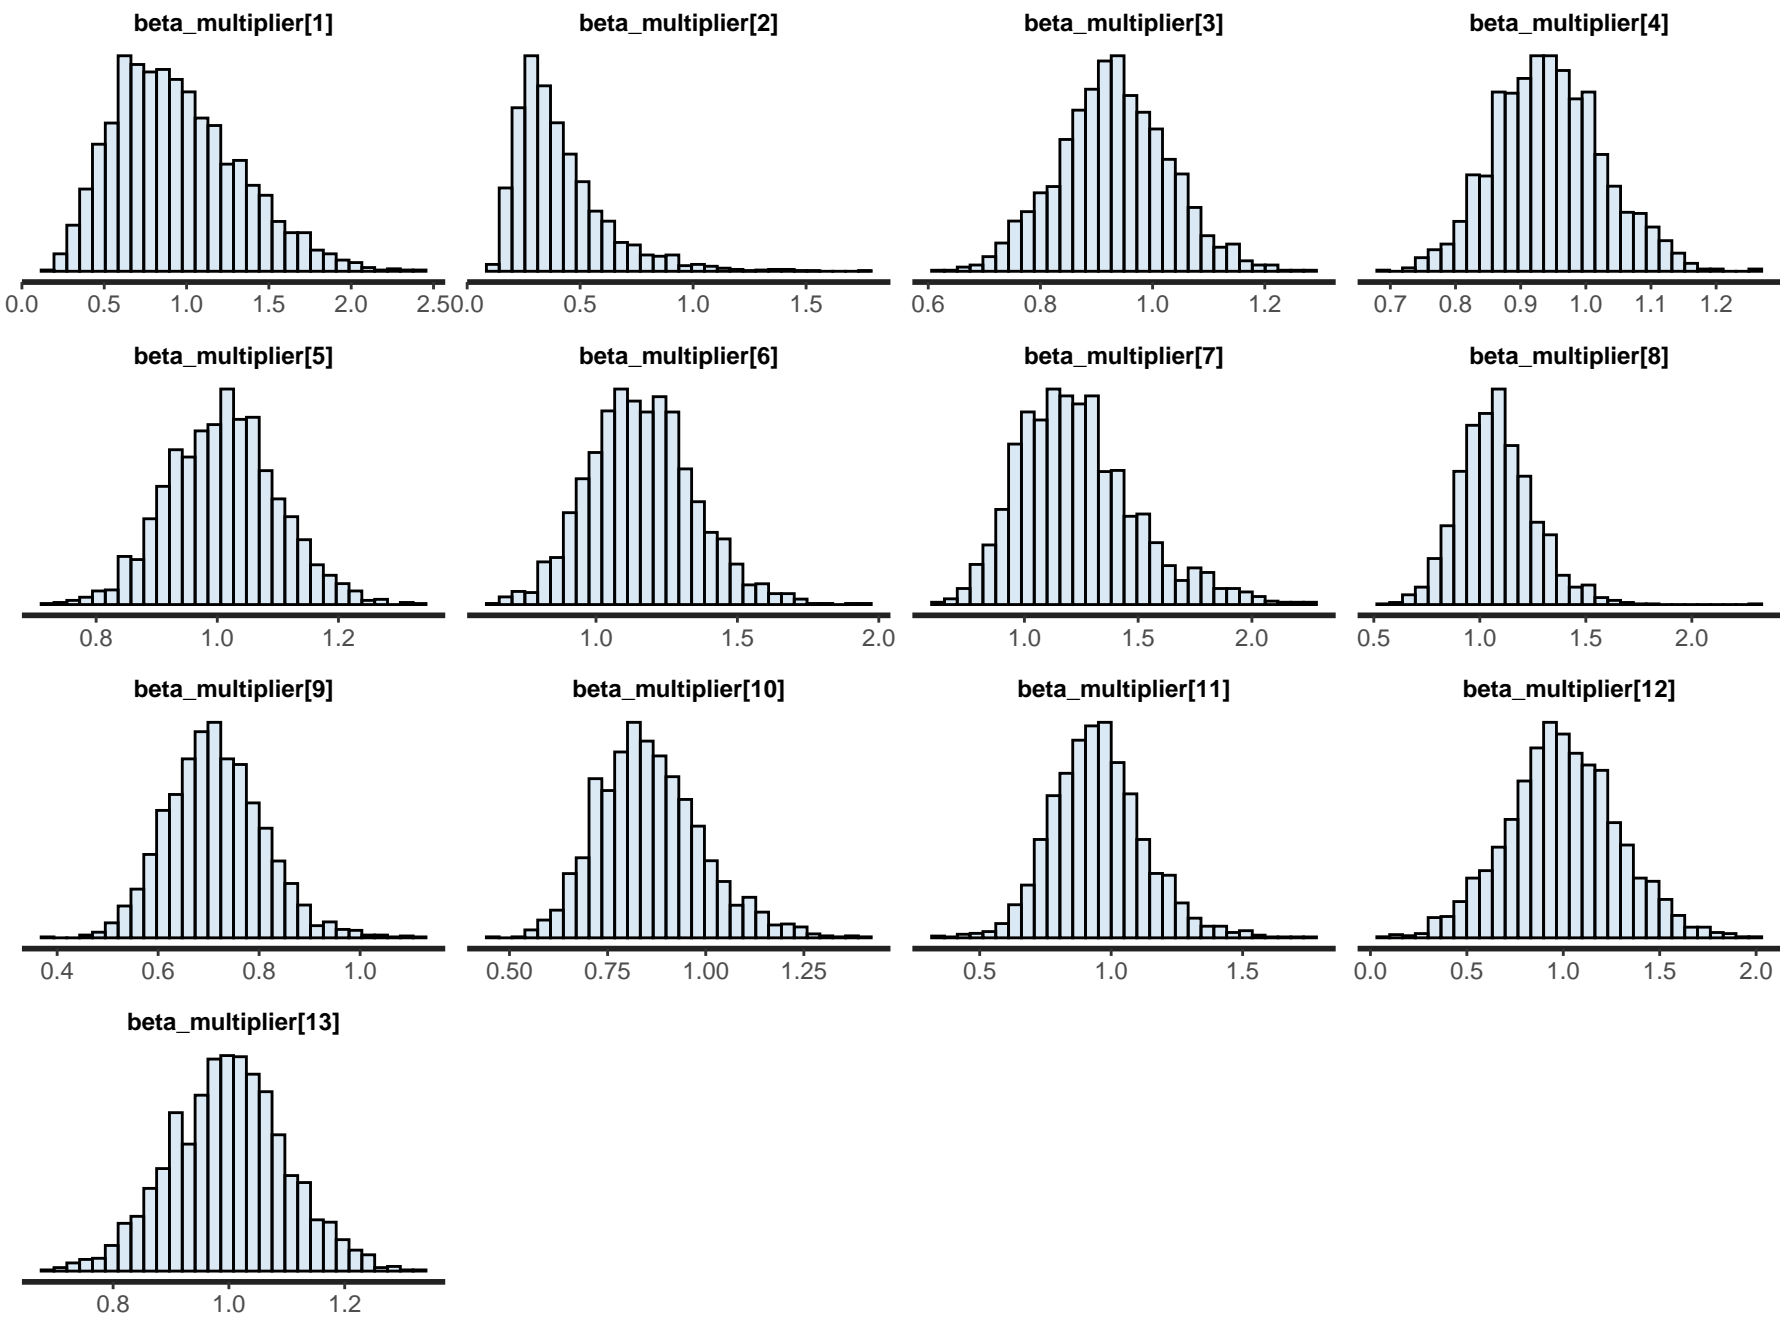 beta_multiplier[1] beta_multiplier[2] beta_multiplier[3] beta_multiplier[4]
0.0 0.5 1.0 1.5 2.0 2.50.0 0.5 1.0 1.5 0.6 0.8 1.0 1.2 0.7 0.8 0.9 1.0 1.1 1.2
beta_multiplier[5] beta_multiplier[6] beta_multiplier[7] beta_multiplier[8]
0.8 1.0 1.2 1.0 1.5 2.0 1.0 1.5 2.0 0.5 1.0 1.5 2.0
beta_multiplier[9] beta_multiplier[10] beta_multiplier[11] beta_multiplier[12]
0.4 0.6 0.8 1.0 0.50 0.75 1.00 1.25 0.5 1.0 1.5 0.0 0.5 1.0 1.5 2.0
beta_multiplier[13]
0.8 1.0 1.2